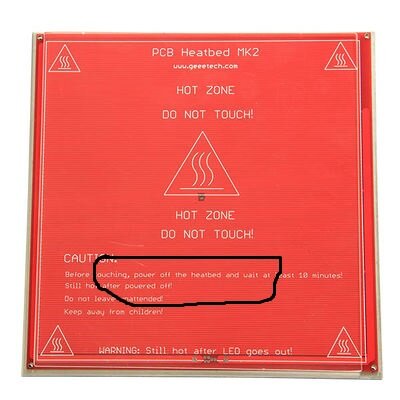 PCB Heatbed MK2
www.geeetech.com
HOT ZONE
DO NOT TOUCH!
HOT ZONE
DO NOT TOUCH!
CAUTION:
Before touching, power off the heatbed and wait at least 10 minutes!
Still hot after powered off!
Do not leave unattended!
Keep away from children!
WARNING: Still hot after LED goes out!